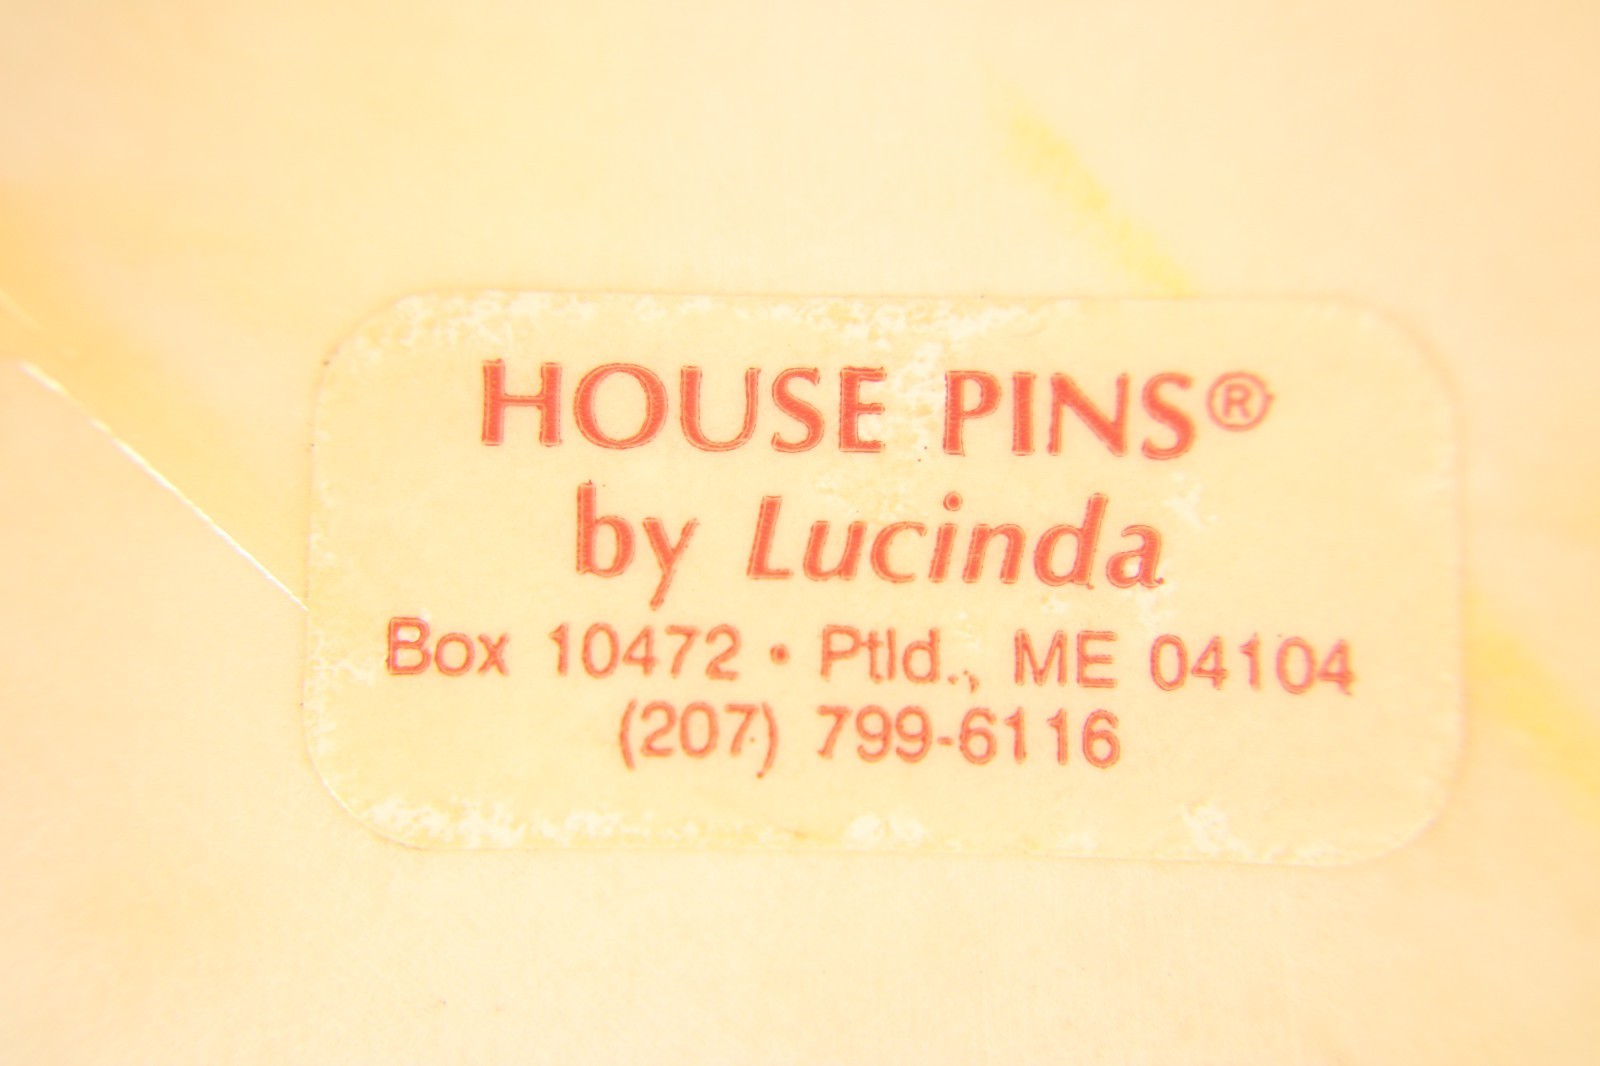 HOUSE PINS®
by Lucinda
Box 10472 • Ptld., ME 04104
(207) 799-6116